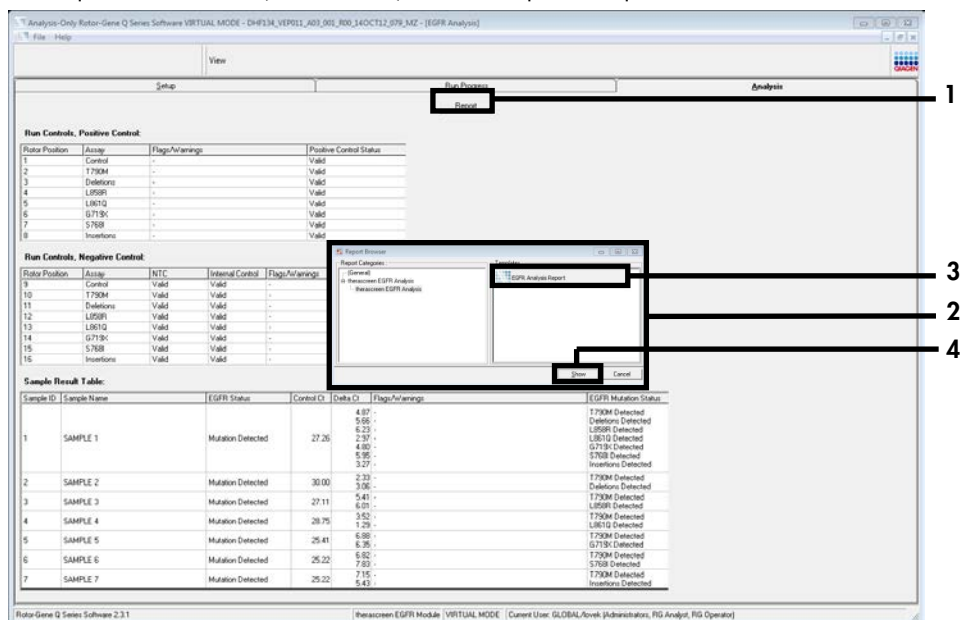 Analysis-Only Rotor-Gene Q Series Software VIRTUAL MODE - DHF134_VEP011_A03_001_R00_14OCT12_079_MZ - [EGFR Analysis]
File Help
View
QIAGEN
Setup Run Progress Analysis
Report
1
Run Controls, Positive Control:
Rotor Position Assay Flags/Warnings Positive Control Status
1 Control - Valid
2 T790M - Valid
3 Deletions - Valid
4 L858R - Valid
5 L861Q - Valid
6 G719X - Valid
7 S768I - Valid
8 Insertions - Valid
Run Controls, Negative Control:
Rotor Position Assay NTC Internal Control Flags/Warnings
9 Control Valid Valid -
10 T790M Valid Valid -
11 Deletions Valid Valid -
12 L858R Valid Valid -
13 L861Q Valid Valid -
14 G719X Valid Valid -
15 S768I Valid Valid -
16 Insertions Valid Valid -
Report Browser
Report Categories Templates
(General)
therascreen EGFR Analysis
therascreen EGFR Analysis
EGFR Analysis Report
Show Cancel
3
2
4
Sample Result Table:
Sample ID Sample Name EGFR Status Control Ct Delta Ct Flags/Warnings EGFR Mutation Status
1 SAMPLE 1 Mutation Detected 27.26
4.87 - T790M Detected
5.66 - Deletions Detected
6.23 - L858R Detected
2.97 - L861Q Detected
4.80 - G719X Detected
5.95 - S768I Detected
3.27 - Insertions Detected
2 SAMPLE 2 Mutation Detected 30.00
2.33 - T790M Detected
3.06 - Deletions Detected
3 SAMPLE 3 Mutation Detected 27.11
5.41 - T790M Detected
6.01 - L858R Detected
4 SAMPLE 4 Mutation Detected 28.75
3.52 - T790M Detected
1.29 - L861Q Detected
5 SAMPLE 5 Mutation Detected 25.41
6.88 - T790M Detected
6.35 - G719X Detected
6 SAMPLE 6 Mutation Detected 25.22
6.82 - T790M Detected
7.83 - S768I Detected
7 SAMPLE 7 Mutation Detected 25.22
7.15 - T790M Detected
5.43 - Insertions Detected
Rotor-Gene Q Series Software 2.3.1 therascreen EGFR Module VIRTUAL MODE Current User: GLOBAL/lovek (Administrators, RG Analyst, RG Operator)